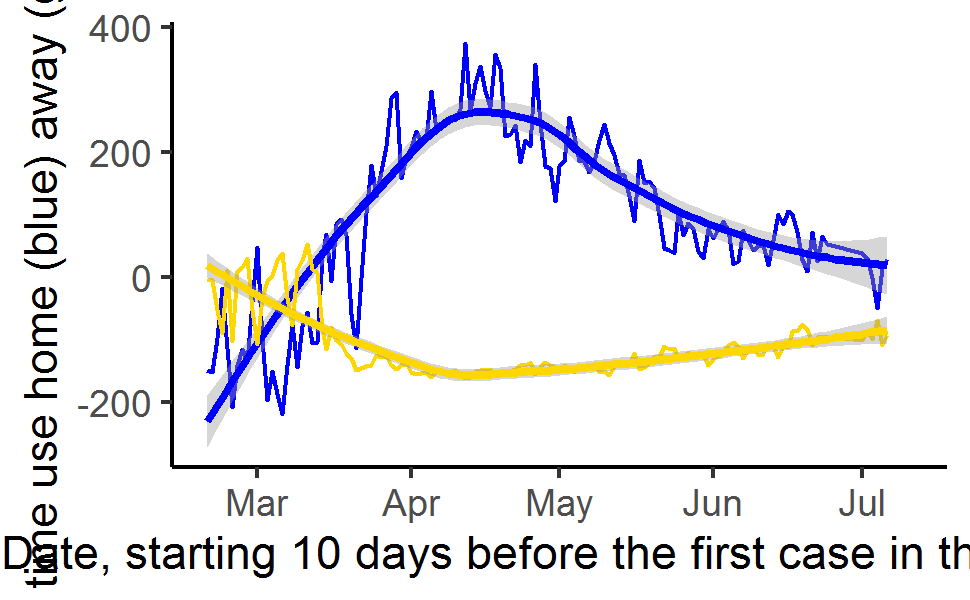 400
200
0
-200
time use home (blue) away (
Mar Apr May Jun Jul
Date, starting 10 days before the first case in th